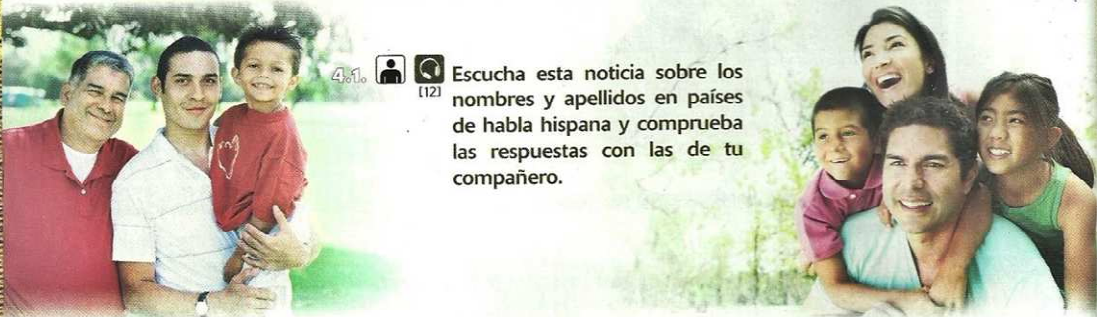 4.1. Escucha esta noticia sobre los
[12] nombres y apellidos en países
de habla hispana y comprueba
las respuestas con las de tu
compañero.